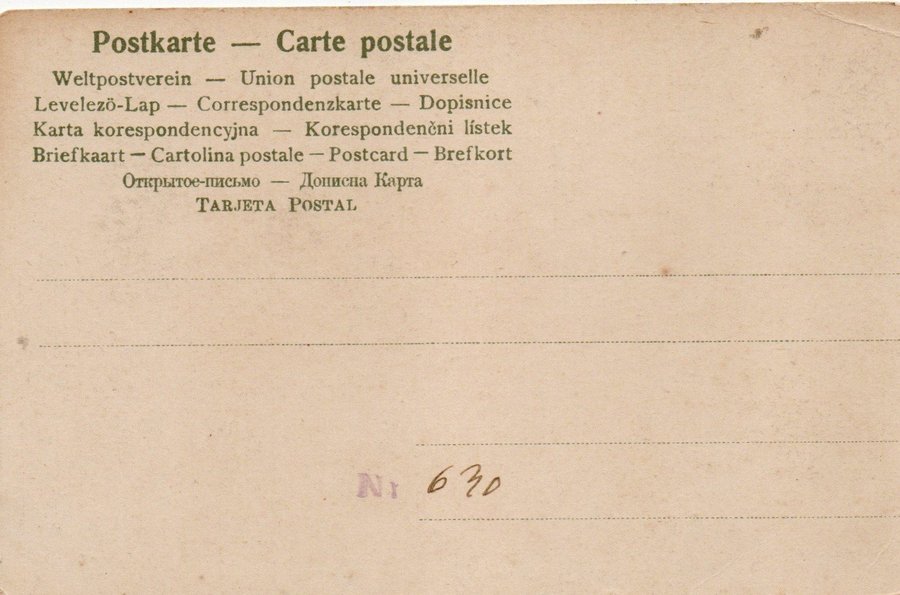 Postkarte — Carte postale
Weltpostverein — Union postale universelle
Levelezö-Lap — Correspondenzkarte — Dopisnice
Karta korespondencyjna — Korespondenčni lístek
Briefkaart — Cartolina postale — Postcard — Brefkort
Открытое-письмо — Дописна Карта
TARJETA POSTAL
Nr 630